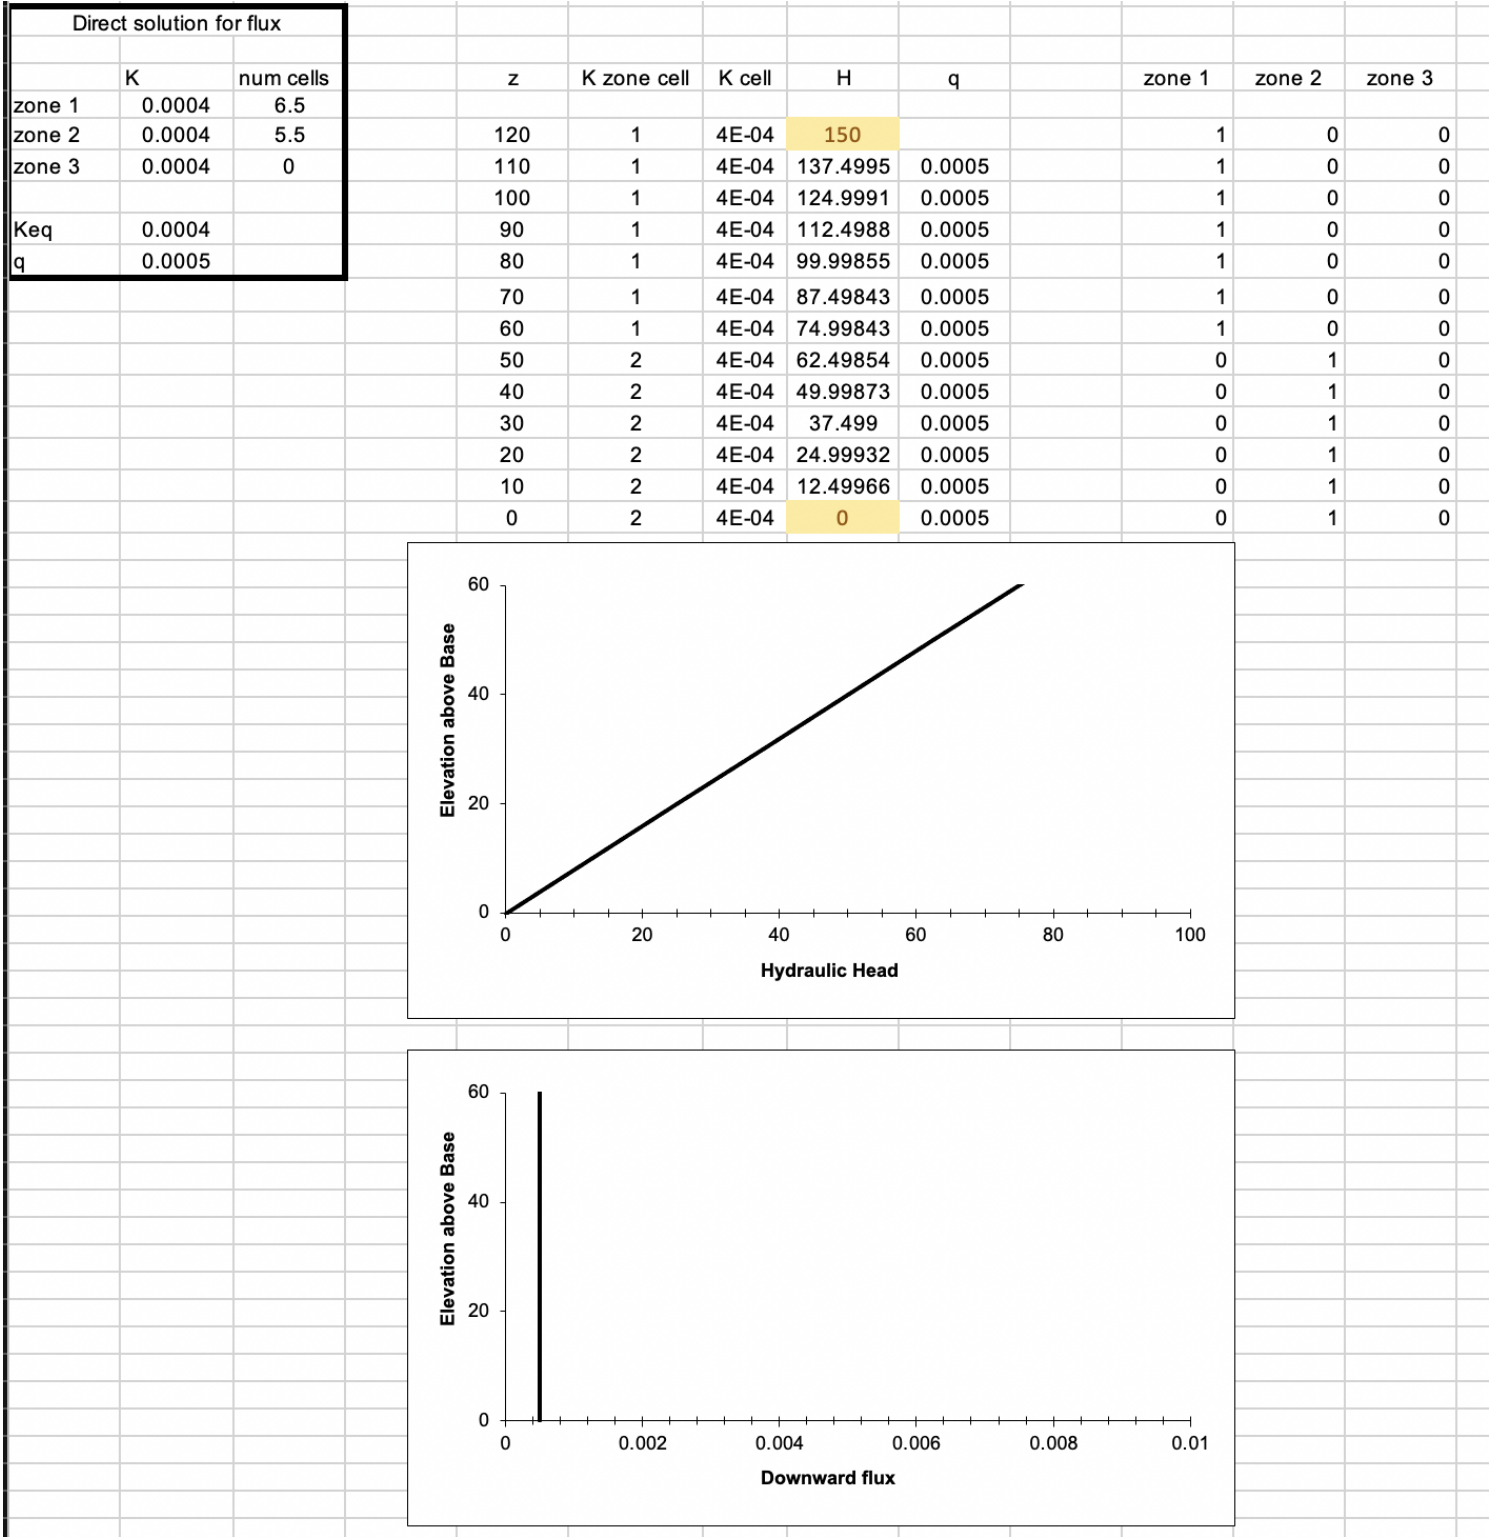 Direct solution for flux
K num cells z K zone cell K cell H q zone 1 zone 2 zone 3
zone 1 0.0004 6.5
zone 2 0.0004 5.5 120 1 4E-04 150 1 0 0
zone 3 0.0004 0 110 1 4E-04 137.4995 0.0005 1 0 0
100 1 4E-04 124.9991 0.0005 1 0 0
Keq 0.0004 90 1 4E-04 112.4988 0.0005 1 0 0
q 0.0005 80 1 4E-04 99.99855 0.0005 1 0 0
70 1 4E-04 87.49843 0.0005 1 0 0
60 1 4E-04 74.99843 0.0005 1 0 0
50 2 4E-04 62.49854 0.0005 0 1 0
40 2 4E-04 49.99873 0.0005 0 1 0
30 2 4E-04 37.499 0.0005 0 1 0
20 2 4E-04 24.99932 0.0005 0 1 0
10 2 4E-04 12.49966 0.0005 0 1 0
0 2 4E-04 0 0.0005 0 1 0
Elevation above Base
60
40
20
0
0 20 40 60 80 100
Hydraulic Head
Elevation above Base
60
40
20
0
0 0.002 0.004 0.006 0.008 0.01
Downward flux